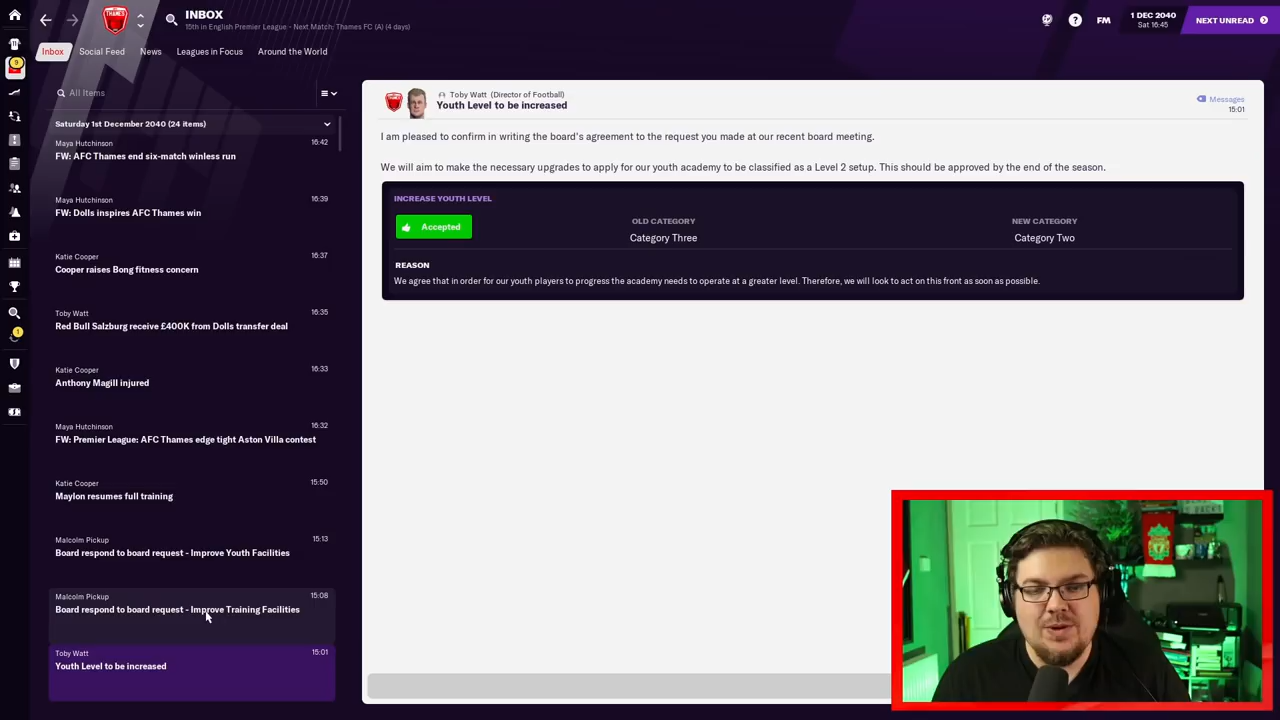 INBOX
15th in English Premier League - Next Match: Thames FC (A) (4 days)
FM
1 DEC 2040
Sat 16:45
NEXT UNREAD
Inbox
Social Feed
News
Leagues in Focus
Around the World
9
1
All Items
Saturday 1st December 2040 (24 items)
Maya Hutchinson
16:42
FW: AFC Thames end six-match winless run
Maya Hutchinson
16:39
FW: Dolls inspires AFC Thames win
Katie Cooper
16:37
Cooper raises Bong fitness concern
Toby Watt
16:35
Red Bull Salzburg receive £400K from Dolls transfer deal
Katie Cooper
16:33
Anthony Magill injured
Maya Hutchinson
16:32
FW: Premier League: AFC Thames edge tight Aston Villa contest
Katie Cooper
15:50
Maylon resumes full training
Malcolm Pickup
15:13
Board respond to board request - Improve Youth Facilities
Malcolm Pickup
15:08
Board respond to board request - Improve Training Facilities
Toby Watt
15:01
Youth Level to be increased
Toby Watt (Director of Football)
Youth Level to be increased
Messages
15:01
I am pleased to confirm in writing the board's agreement to the request you made at our recent board meeting.
We will aim to make the necessary upgrades to apply for our youth academy to be classified as a Level 2 setup. This should be approved by the end of the season.
INCREASE YOUTH LEVEL
Accepted
OLD CATEGORY
Category Three
NEW CATEGORY
Category Two
REASON
We agree that in order for our youth players to progress the academy needs to operate at a greater level. Therefore, we will look to act on this front as soon as possible.